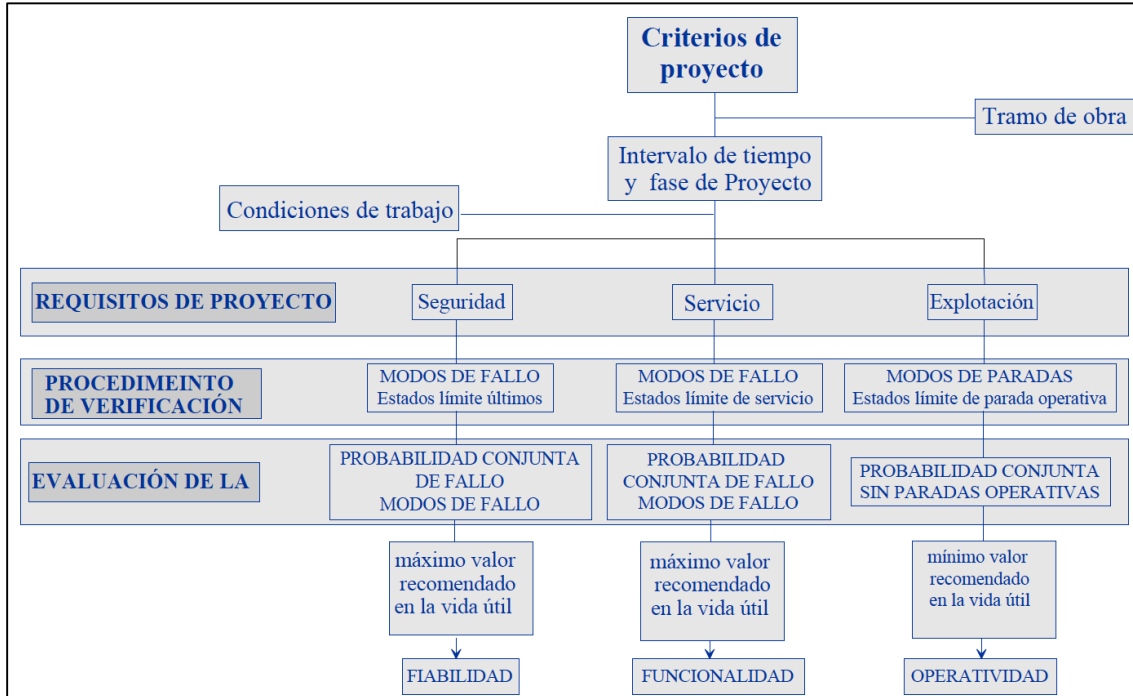 Criterios de
proyecto
Tramo de obra
Intervalo de tiempo
y fase de Proyecto
Condiciones de trabajo
REQUISITOS DE PROYECTO
Seguridad
Servicio
Explotación
PROCEDIMEINTO
DE VERIFICACIÓN
MODOS DE FALLO
Estados límite últimos
MODOS DE FALLO
Estados límite de servicio
MODOS DE PARADAS
Estados límite de parada operativa
EVALUACIÓN DE LA
PROBABILIDAD CONJUNTA
DE FALLO
MODOS DE FALLO
PROBABILIDAD
CONJUNTA DE FALLO
MODOS DE FALLO
PROBABILIDAD CONJUNTA
SIN PARADAS OPERATIVAS
máximo valor
recomendado
en la vida útil
máximo valor
recomendado
en la vida útil
mínimo valor
recomendado
en la vida útil
FIABILIDAD
FUNCIONALIDAD
OPERATIVIDAD